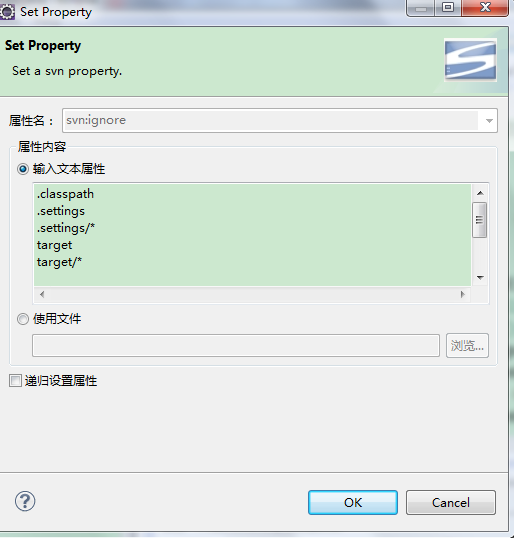 Set Property
Set Property
Set a svn property.
属性名：
svn:ignore
属性内容
输入文本属性
.classpath
.settings
.settings/*
target
target/*
使用文件
浏览...
递归设置属性
OK
Cancel